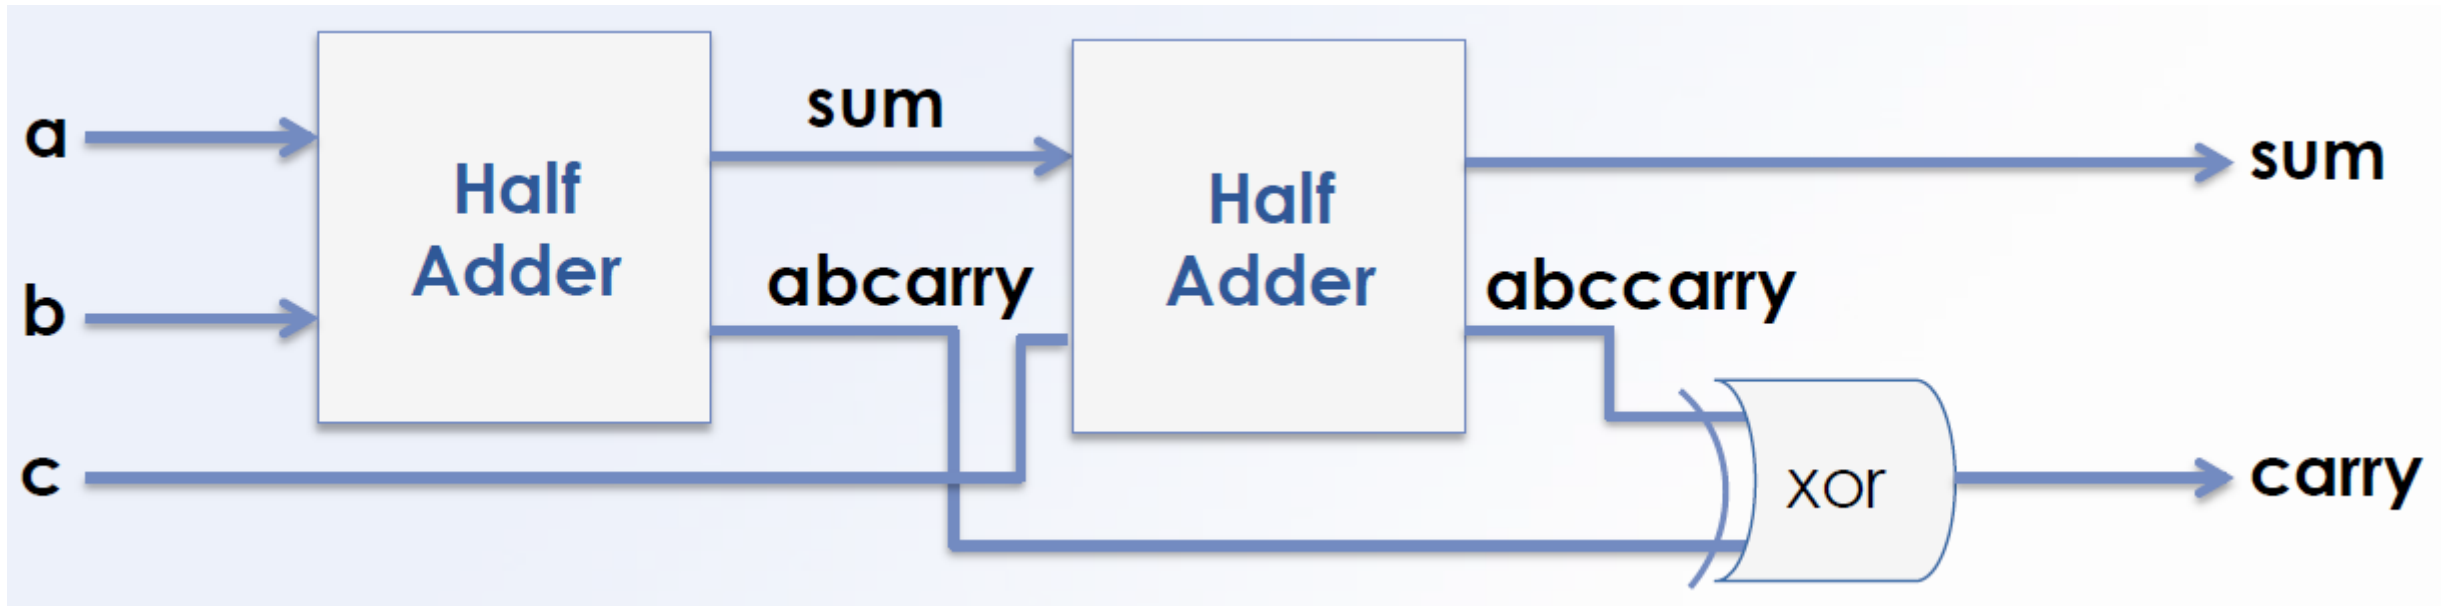 a
b
c
Half
Adder
sum
abcarry
Half
Adder
abccarry
xor
sum
carry